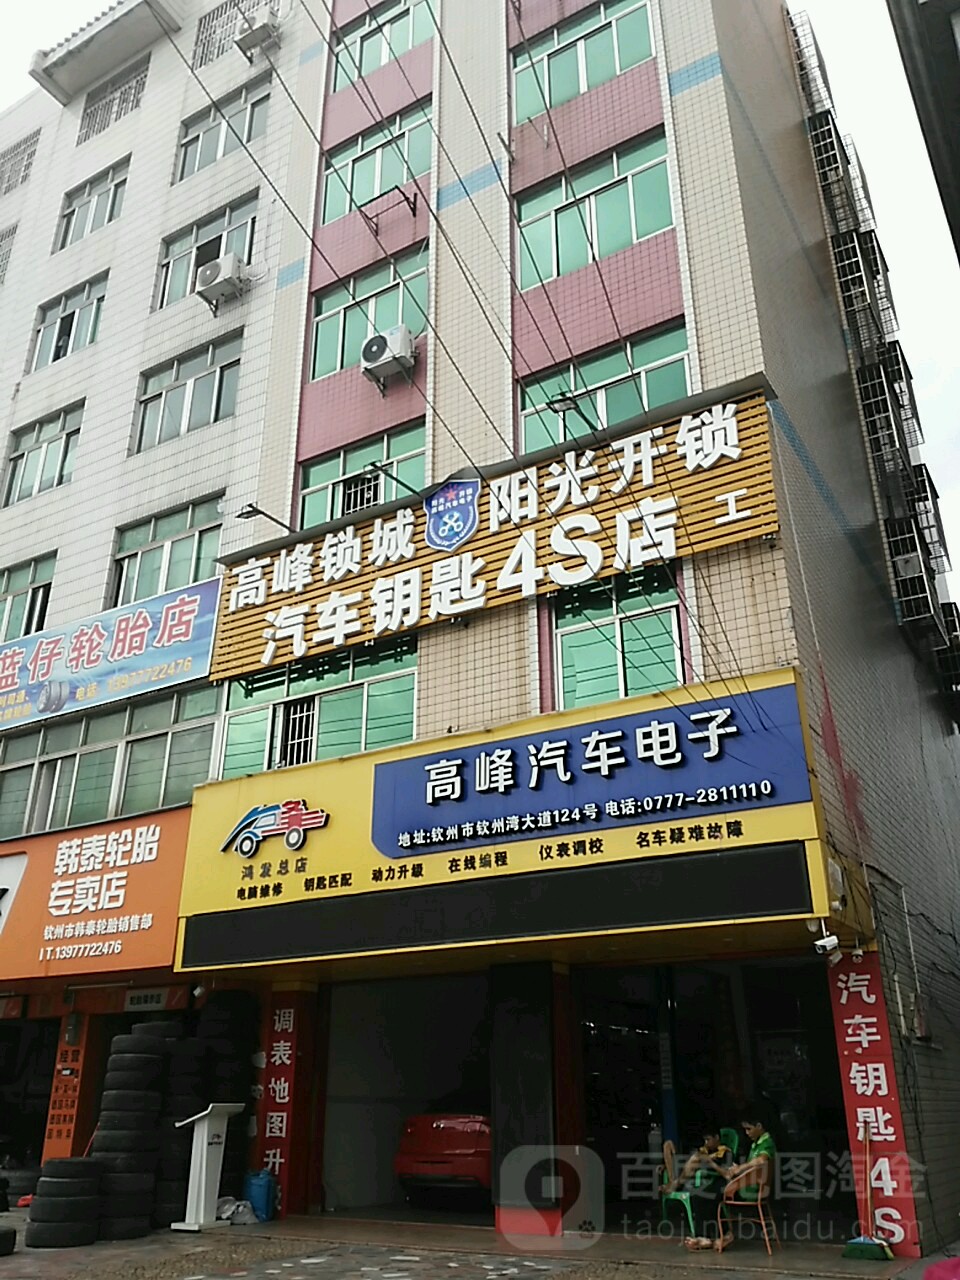 高峰锁城 阳光开锁
汽车钥匙4S店 工
蓝仔轮胎店
电话 13977722476
高峰汽车电子
地址:钦州市钦州湾大道124号 电话:0777-2811110
鸿发总店
电脑维修 钥匙匹配 动力升级 在线编程 仪表调校 名车疑难故障
韩泰轮胎
专卖店
钦州市韩泰轮胎销售部
T.13977722476
调表地图升
汽车钥匙4S
经营
百度地图淘金
taojin.baidu.com